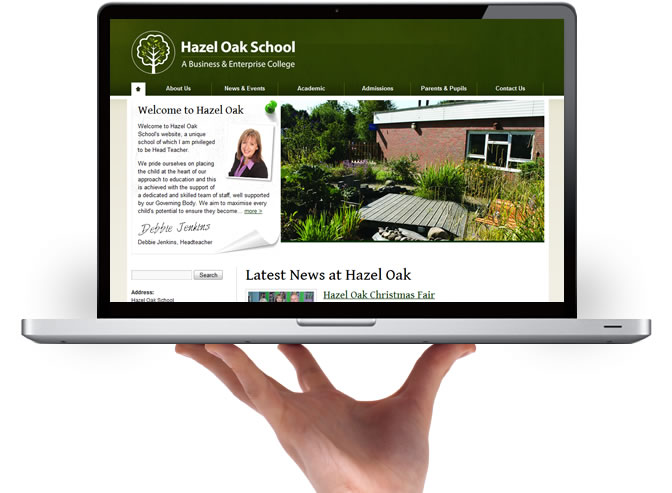 Hazel Oak School
A Business & Enterprise College
About Us
News & Events
Academic
Admissions
Parents & Pupils
Contact Us
Welcome to Hazel Oak
Welcome to Hazel Oak
School's website, a unique
school of which I am privileged
to be Head Teacher.
We pride ourselves on placing
the child at the heart of our
approach to education and this
is achieved with the support of
a dedicated and skilled team of staff, well supported
by our Governing Body. We aim to maximise every
child's potential to ensure they become... more >
Debbie Jenkins
Debbie Jenkins, Headteacher
Search
Latest News at Hazel Oak
Address:
Hazel Oak School
Hazel Oak Christmas Fair